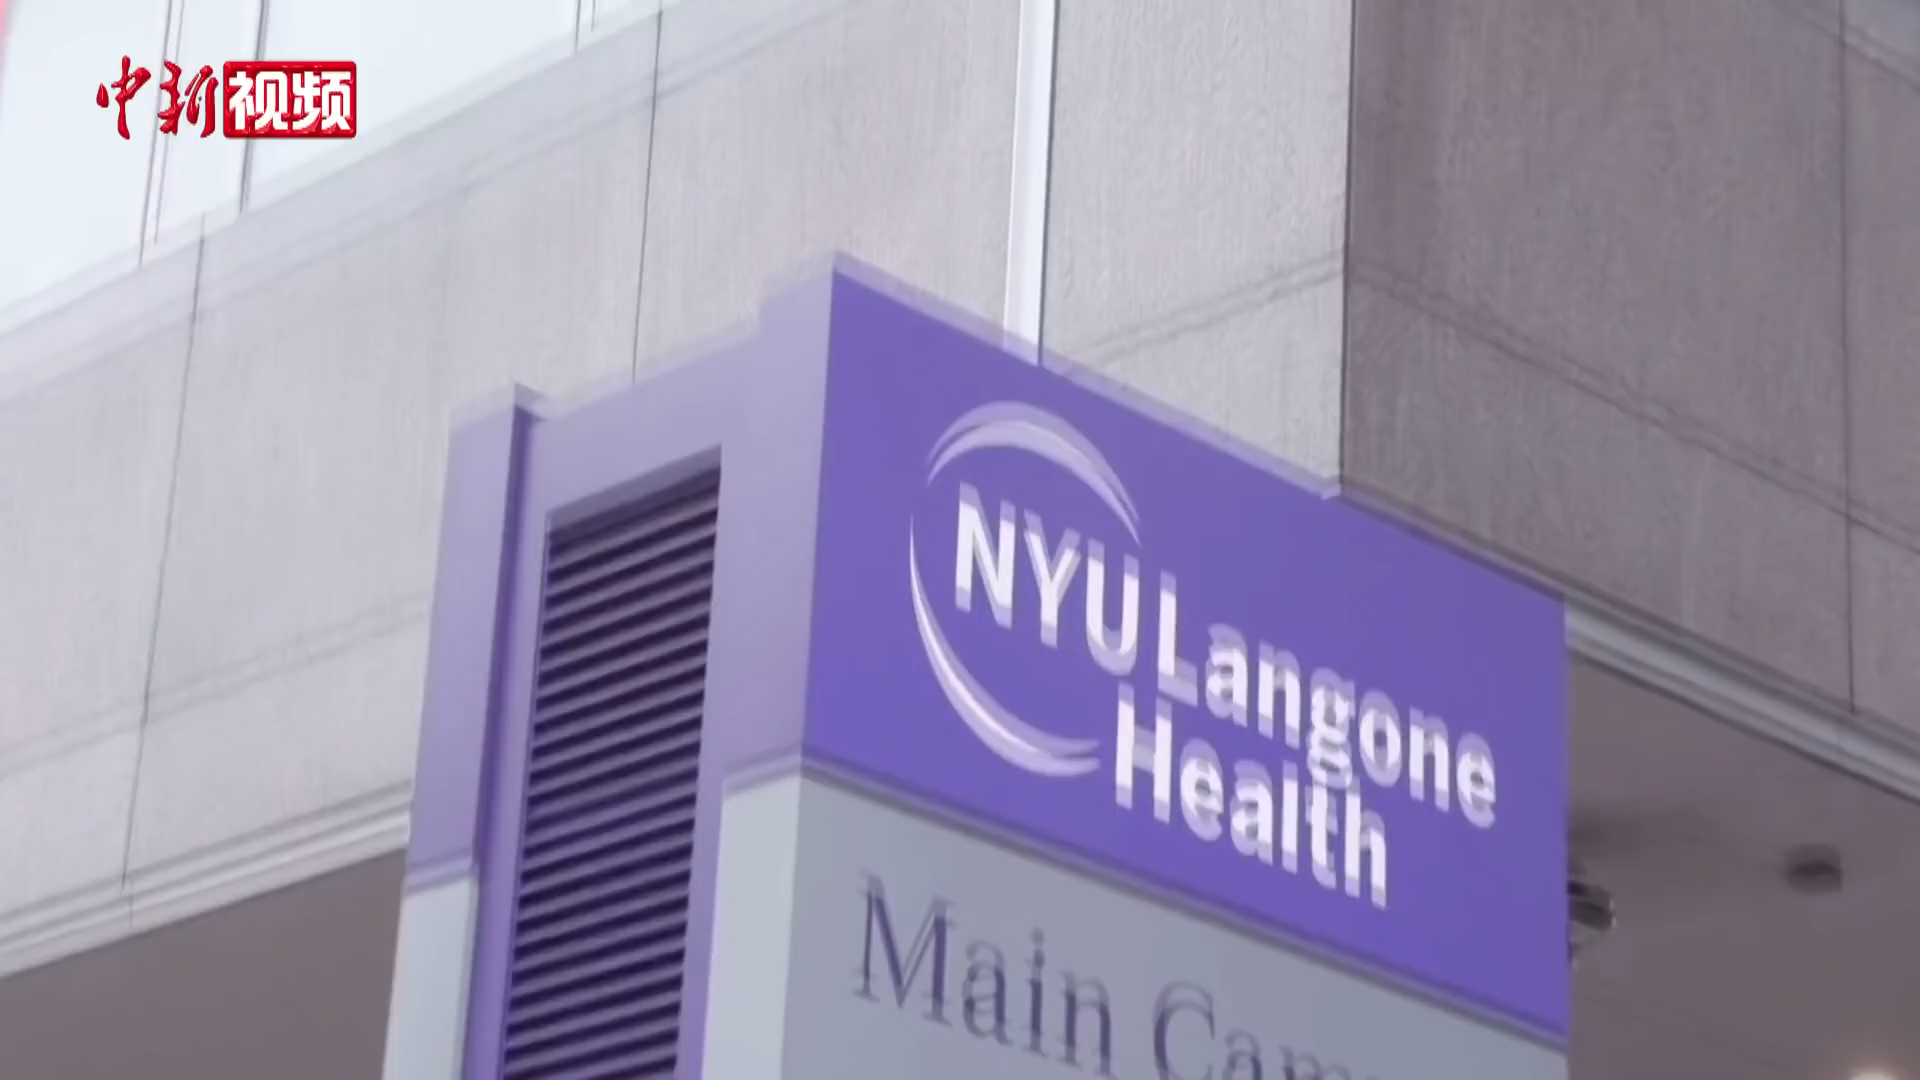 中新视频
NYU Langone
Health
Main